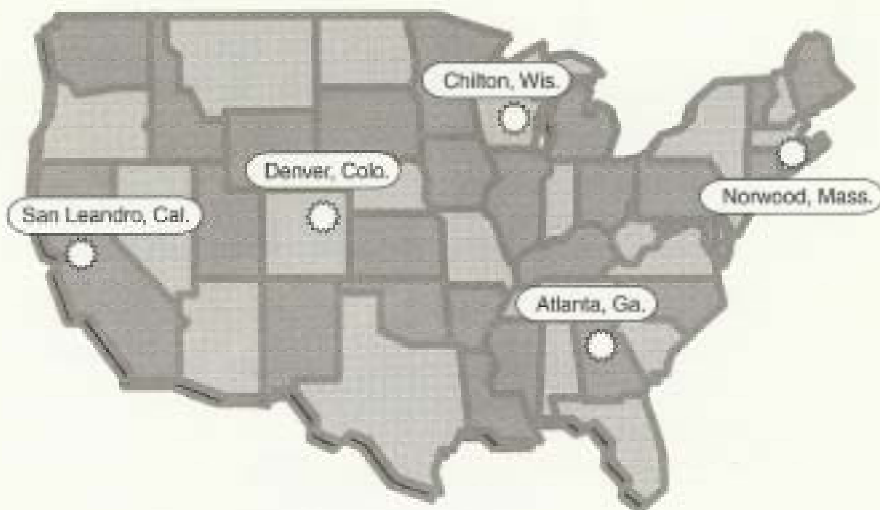 Chilton, Wis.
Denver, Colo.
Norwood, Mass.
San Leandro, Cal.
Atlanta, Ga.